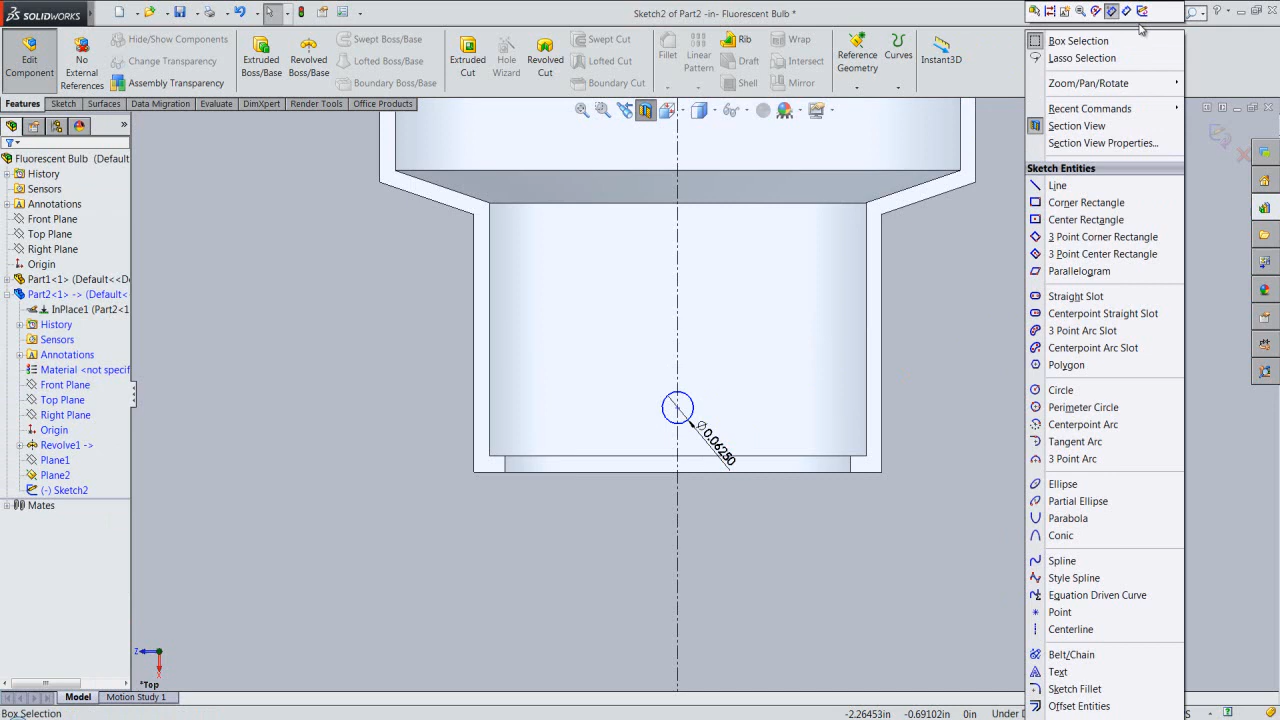 SOLIDWORKS
Sketch2 of Part2 -in- Fluorescent Bulb *
Edit Component
No External References
Hide/Show Components
Change Transparency
Assembly Transparency
Extruded Boss/Base
Revolved Boss/Base
Swept Boss/Base
Lofted Boss/Base
Boundary Boss/Base
Extruded Cut
Hole Wizard
Revolved Cut
Swept Cut
Lofted Cut
Boundary Cut
Fillet
Linear Pattern
Rib
Draft
Shell
Wrap
Intersect
Mirror
Reference Geometry
Curves
Instant3D
Features
Sketch
Surfaces
Data Migration
Evaluate
DimXpert
Render Tools
Office Products
Fluorescent Bulb (Default
History
Sensors
Annotations
Front Plane
Top Plane
Right Plane
Origin
Part1<1> (Default<<De
Part2<1> -> (Default<
InPlace1 (Part2<1
History
Sensors
Annotations
Material <not specif
Front Plane
Top Plane
Right Plane
Origin
Revolve1 ->
Plane1
Plane2
(-) Sketch2
Mates
Ø0.06250
Z
X
*Top
Box Selection
Lasso Selection
Zoom/Pan/Rotate
Recent Commands
Section View
Section View Properties...
Sketch Entities
Line
Corner Rectangle
Center Rectangle
3 Point Corner Rectangle
3 Point Center Rectangle
Parallelogram
Straight Slot
Centerpoint Straight Slot
3 Point Arc Slot
Centerpoint Arc Slot
Polygon
Circle
Perimeter Circle
Centerpoint Arc
Tangent Arc
3 Point Arc
Ellipse
Partial Ellipse
Parabola
Conic
Spline
Style Spline
Equation Driven Curve
Point
Centerline
Belt/Chain
Text
Sketch Fillet
Offset Entities
Model
Motion Study 1
Box Selection
-2.26453in
-0.69102in
0in
Under D
S